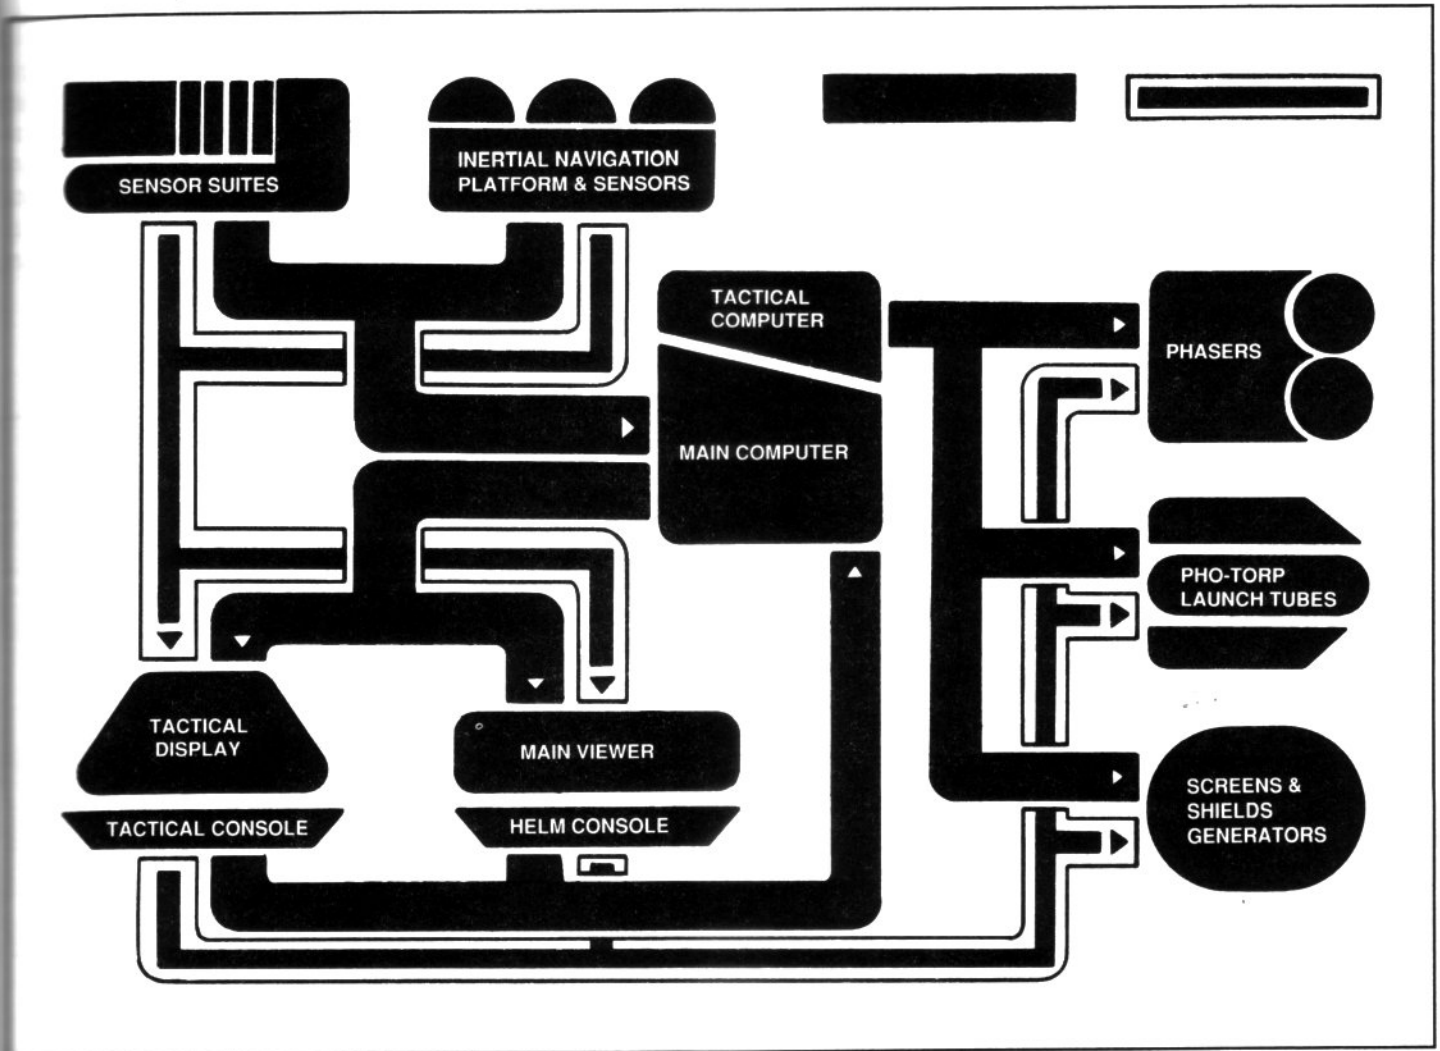 SENSOR SUITES
INERTIAL NAVIGATION
PLATFORM & SENSORS
TACTICAL
COMPUTER
MAIN COMPUTER
PHASERS
PHO-TORP
LAUNCH TUBES
TACTICAL
DISPLAY
MAIN VIEWER
SCREENS &
SHIELDS
GENERATORS
TACTICAL CONSOLE
HELM CONSOLE